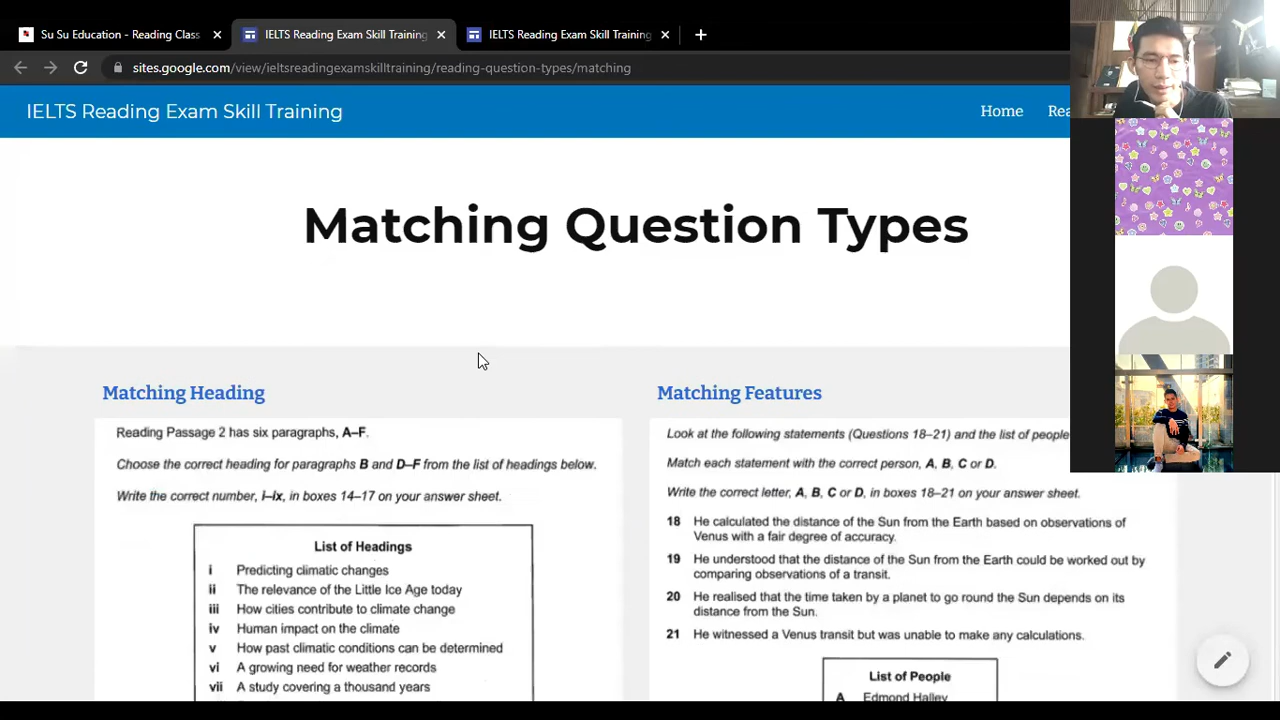 Su Su Education - Reading Class
IELTS Reading Exam Skill Training
IELTS Reading Exam Skill Training
sites.google.com/view/ieltsreadingexamskilltraining/reading-question-types/matching
IELTS Reading Exam Skill Training
Home
Rea
Matching Question Types
Matching Heading
Reading Passage 2 has six paragraphs, A–F.
Choose the correct heading for paragraphs B and D–F from the list of headings below.
Write the correct number, i–ix, in boxes 14–17 on your answer sheet.
List of Headings
i Predicting climatic changes
ii The relevance of the Little Ice Age today
iii How cities contribute to climate change
iv Human impact on the climate
v How past climatic conditions can be determined
vi A growing need for weather records
vii A study covering a thousand years
Matching Features
Look at the following statements (Questions 18–21) and the list of people
Match each statement with the correct person, A, B, C or D.
Write the correct letter, A, B, C or D, in boxes 18–21 on your answer sheet.
18 He calculated the distance of the Sun from the Earth based on observations of
Venus with a fair degree of accuracy.
19 He understood that the distance of the Sun from the Earth could be worked out by
comparing observations of a transit.
20 He realised that the time taken by a planet to go round the Sun depends on its
distance from the Sun.
21 He witnessed a Venus transit but was unable to make any calculations.
List of People
A Edmond Halley